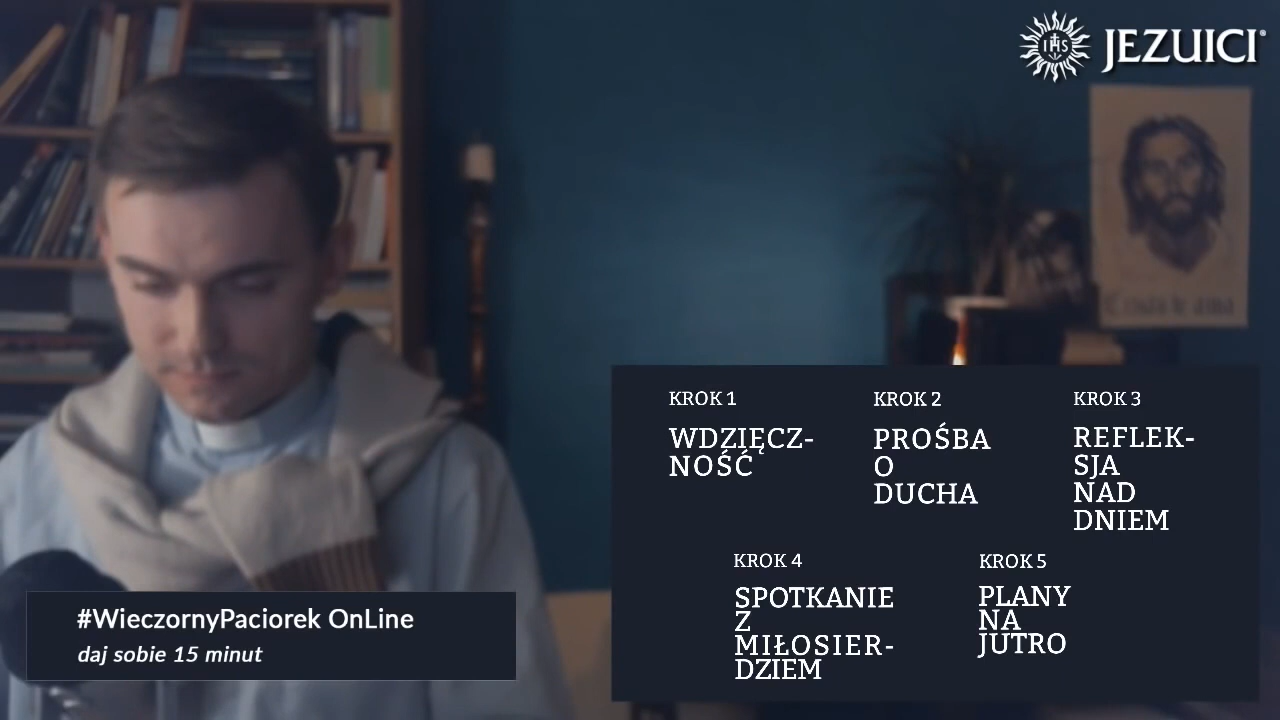 IHS
JEZUICI
KROK 1
WDZIĘCZ-
NOŚĆ
KROK 2
PROŚBA
O
DUCHA
KROK 3
REFLEK-
SJA
NAD
DNIEM
KROK 4
SPOTKANIE
Z
MIŁOSIER-
DZIEM
KROK 5
PLANY
NA
JUTRO
#WieczornyPaciorek OnLine
daj sobie 15 minut